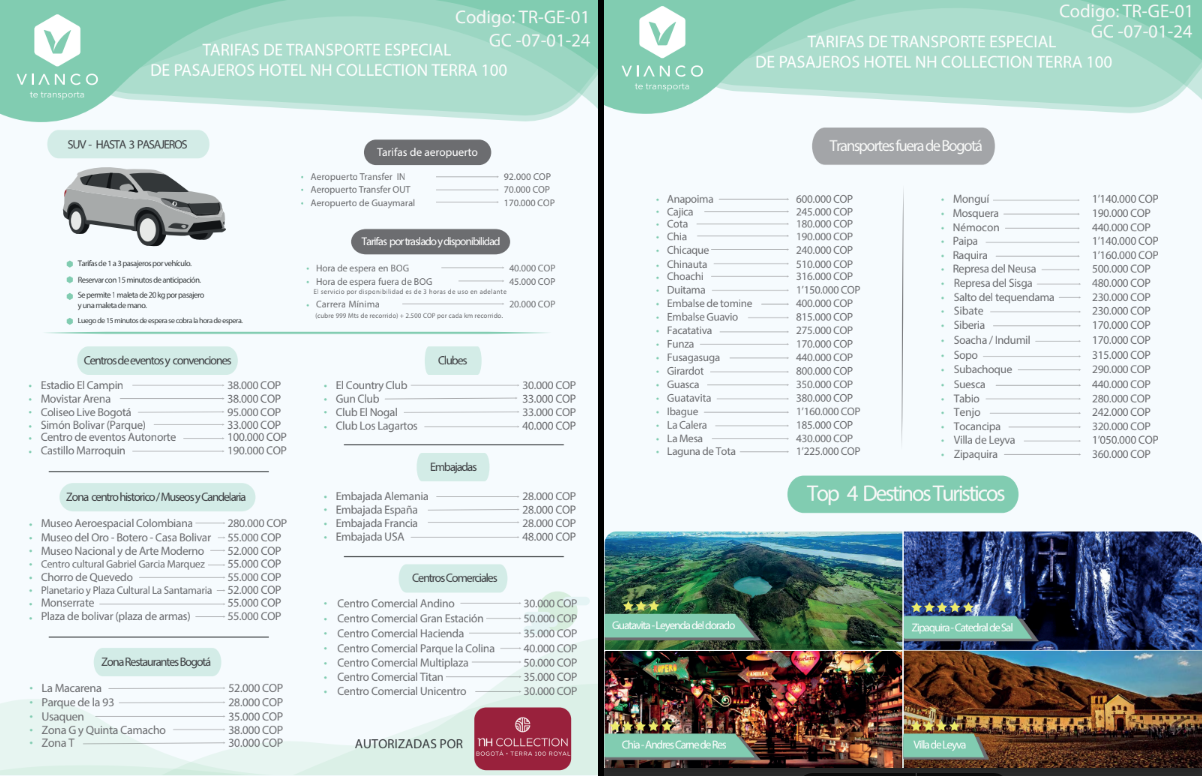 Codigo: TR-GE-01
GC -07-01-24
VIANCO
te transporta
TARIFAS DE TRANSPORTE ESPECIAL
DE PASAJEROS HOTEL NH COLLECTION TERRA 100
SUV - HASTA 3 PASAJEROS
Tarifas de 1 a 3 pasajeros por vehículo.
Reservar con 15 minutos de anticipación.
Se permite 1 maleta de 20 kg por pasajero
y una maleta de mano.
Luego de 15 minutos de espera se cobra la hora de espera.
Tarifas de aeropuerto
Aeropuerto Transfer IN 92.000 COP
Aeropuerto Transfer OUT 70.000 COP
Aeropuerto de Guaymaral 170.000 COP
Tarifas por traslado y disponibilidad
Hora de espera en BOG 40.000 COP
Hora de espera fuera de BOG 45.000 COP
El servicio por disponibilidad es de 3 horas de uso en adelante
Carrera Mínima 20.000 COP
(cubre 999 Mts de recorrido) + 2.500 COP por cada km recorrido.
Centros de eventos y convenciones
Estadio El Campin 38.000 COP
Movistar Arena 38.000 COP
Coliseo Live Bogotá 95.000 COP
Simón Bolivar (Parque) 33.000 COP
Centro de eventos Autonorte 100.000 COP
Castillo Marroquin 190.000 COP
Zona centro historico / Museos y Candelaria
Museo Aeroespacial Colombiana 280.000 COP
Museo del Oro - Botero - Casa Bolivar 55.000 COP
Museo Nacional y de Arte Moderno 52.000 COP
Centro cultural Gabriel Garcia Marquez 55.000 COP
Chorro de Quevedo 55.000 COP
Planetario y Plaza Cultural La Santamaria 52.000 COP
Monserrate 55.000 COP
Plaza de bolivar (plaza de armas) 55.000 COP
Zona Restaurantes Bogotá
La Macarena 52.000 COP
Parque de la 93 28.000 COP
Usaquen 35.000 COP
Zona G y Quinta Camacho 38.000 COP
Zona T 30.000 COP
Clubes
El Country Club 30.000 COP
Gun Club 33.000 COP
Club El Nogal 33.000 COP
Club Los Lagartos 40.000 COP
Embajadas
Embajada Alemania 28.000 COP
Embajada España 28.000 COP
Embajada Francia 28.000 COP
Embajada USA 48.000 COP
Centros Comerciales
Centro Comercial Andino 30.000 COP
Centro Comercial Gran Estación 50.000 COP
Centro Comercial Hacienda 35.000 COP
Centro Comercial Parque la Colina 40.000 COP
Centro Comercial Multiplaza 50.000 COP
Centro Comercial Titan 35.000 COP
Centro Comercial Unicentro 30.000 COP
AUTORIZADAS POR
NH COLLECTION
BOGOTÁ - TERRA 100 ROYAL
Codigo: TR-GE-01
GC -07-01-24
VIANCO
te transporta
TARIFAS DE TRANSPORTE ESPECIAL
DE PASAJEROS HOTEL NH COLLECTION TERRA 100
Transportes fuera de Bogotá
Anapoima 600.000 COP
Cajica 245.000 COP
Cota 180.000 COP
Chia 190.000 COP
Chicaque 240.000 COP
Chinauta 510.000 COP
Choachi 316.000 COP
Duitama 1'150.000 COP
Embalse de tomine 400.000 COP
Embalse Guavio 815.000 COP
Facatativa 275.000 COP
Funza 170.000 COP
Fusagasuga 440.000 COP
Girardot 800.000 COP
Guasca 350.000 COP
Guatavita 380.000 COP
Ibague 1'160.000 COP
La Calera 185.000 COP
La Mesa 430.000 COP
Laguna de Tota 1'225.000 COP
Monguí 1'140.000 COP
Mosquera 190.000 COP
Némocon 440.000 COP
Paipa 1'140.000 COP
Raquira 1'160.000 COP
Represa del Neusa 500.000 COP
Represa del Sisga 480.000 COP
Salto del tequendama 230.000 COP
Sibate 230.000 COP
Siberia 170.000 COP
Soacha / Indumil 170.000 COP
Sopo 315.000 COP
Subachoque 290.000 COP
Suesca 440.000 COP
Tabio 280.000 COP
Tenjo 242.000 COP
Tocancipa 320.000 COP
Villa de Leyva 1'050.000 COP
Zipaquira 360.000 COP
Top 4 Destinos Turisticos
Guatavita - Leyenda del dorado
Zipaquira - Catedral de Sal
Chia - Andres Carne de Res
Villa de Leyva